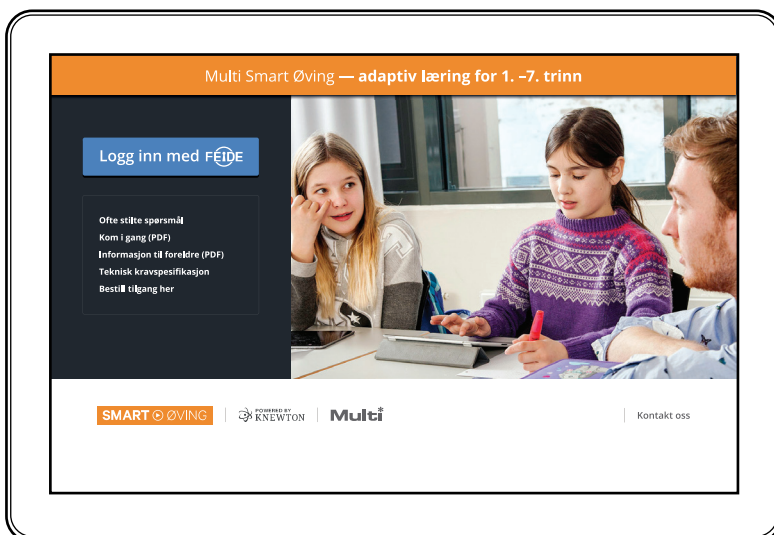 Multi Smart Øving — adaptiv læring for 1. –7. trinn
Logg inn med FEIDE
Ofte stilte spørsmål
Kom i gang (PDF)
Informasjon til foreldre (PDF)
Teknisk kravspesifikasjon
Bestill tilgang her
SMART ØVING
POWERED BY
KNEWTON
Multi
Kontakt oss